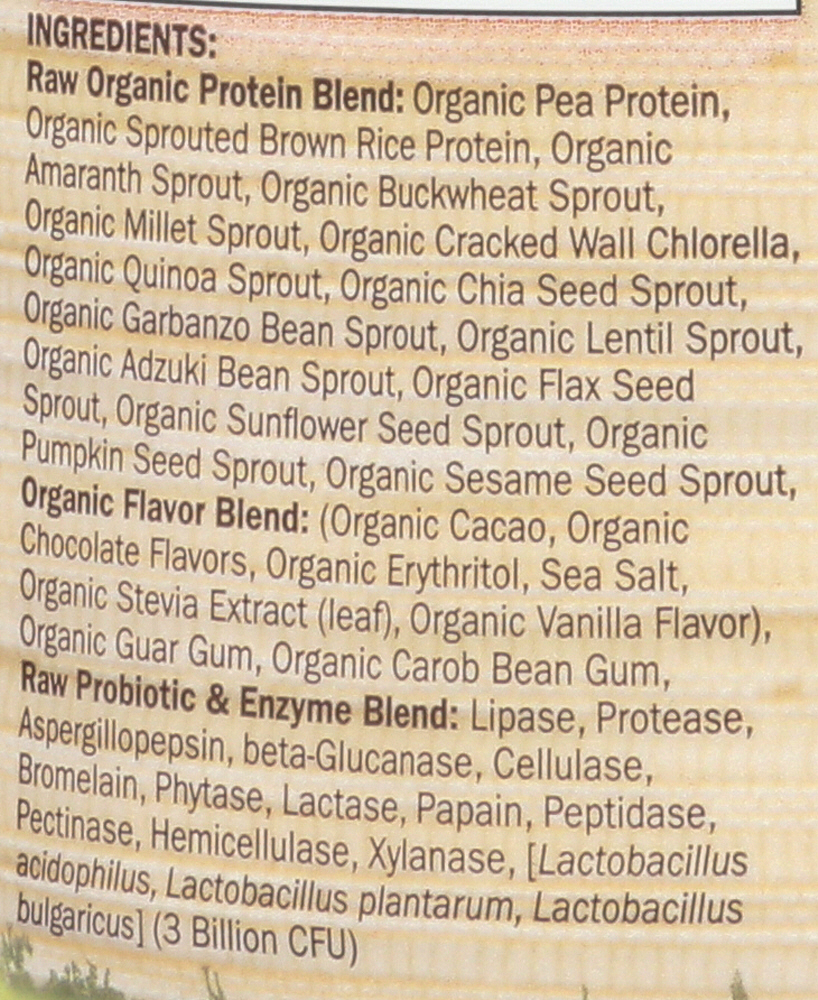 INGREDIENTS:
Raw Organic Protein Blend: Organic Pea Protein,
Organic Sprouted Brown Rice Protein, Organic
Amaranth Sprout, Organic Buckwheat Sprout,
Organic Millet Sprout, Organic Cracked Wall Chlorella,
Organic Quinoa Sprout, Organic Chia Seed Sprout,
Organic Garbanzo Bean Sprout, Organic Lentil Sprout,
Organic Adzuki Bean Sprout, Organic Flax Seed
Sprout, Organic Sunflower Seed Sprout, Organic
Pumpkin Seed Sprout, Organic Sesame Seed Sprout,
Organic Flavor Blend: (Organic Cacao, Organic
Chocolate Flavors, Organic Erythritol, Sea Salt,
Organic Stevia Extract (leaf), Organic Vanilla Flavor),
Organic Guar Gum, Organic Carob Bean Gum,
Raw Probiotic & Enzyme Blend: Lipase, Protease,
Aspergillopepsin, beta-Glucanase, Cellulase,
Bromelain, Phytase, Lactase, Papain, Peptidase,
Pectinase, Hemicellulase, Xylanase, [Lactobacillus
acidophilus, Lactobacillus plantarum, Lactobacillus
bulgaricus] (3 Billion CFU)